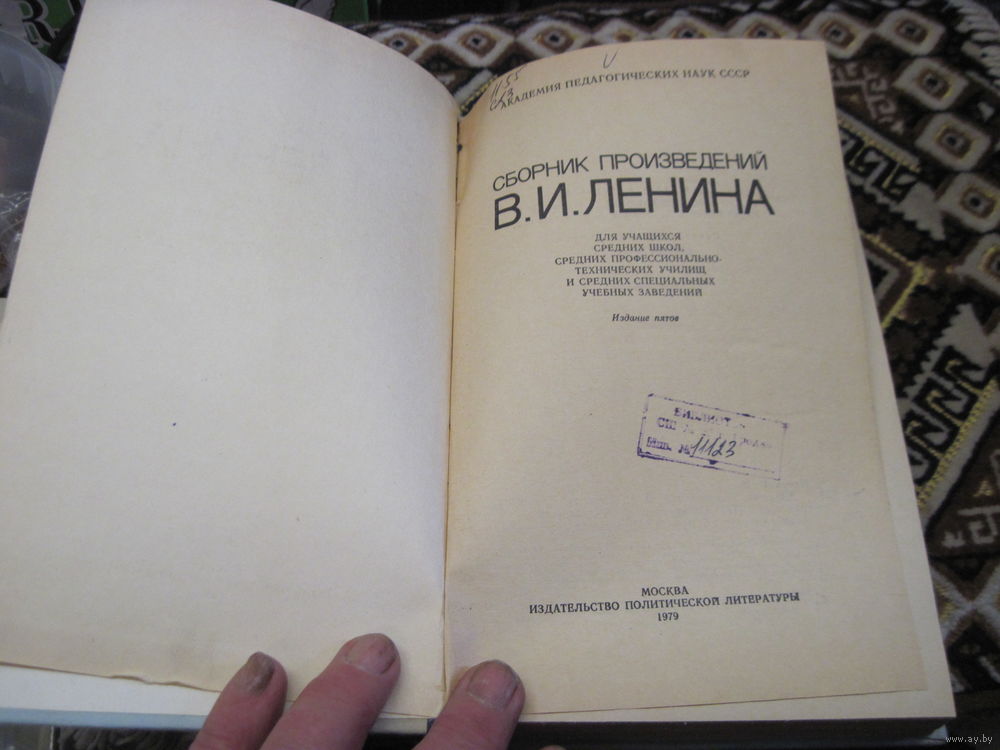 АКАДЕМИЯ ПЕДАГОГИЧЕСКИХ НАУК СССР
СБОРНИК ПРОИЗВЕДЕНИЙ
В.И.ЛЕНИНА
ДЛЯ УЧАЩИХСЯ
СРЕДНИХ ШКОЛ,
СРЕДНИХ ПРОФЕССИОНАЛЬНО-
ТЕХНИЧЕСКИХ УЧИЛИЩ
И СРЕДНИХ СПЕЦИАЛЬНЫХ
УЧЕБНЫХ ЗАВЕДЕНИЙ
Издание пятое
№ 11123
МОСКВА
ИЗДАТЕЛЬСТВО ПОЛИТИЧЕСКОЙ ЛИТЕРАТУРЫ
1979
www.ay.by